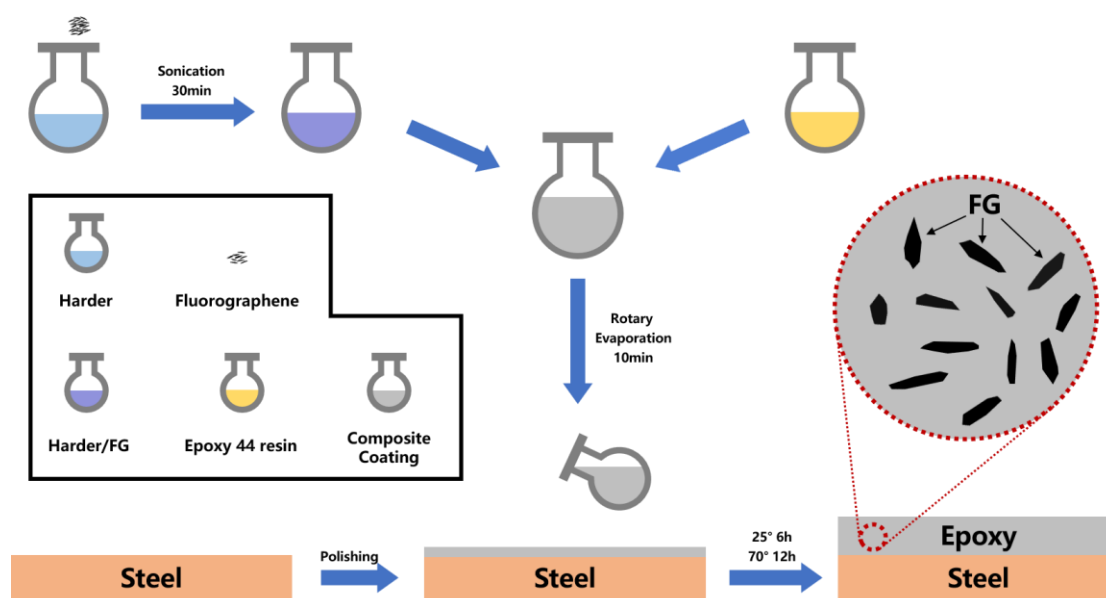 Sonication
30min
FG
Harder
Fluorographene
Rotary
Evaporation
10min
Harder/FG
Epoxy 44 resin
Composite
Coating
Steel
Polishing
Steel
25° 6h
70° 12h
Epoxy
Steel